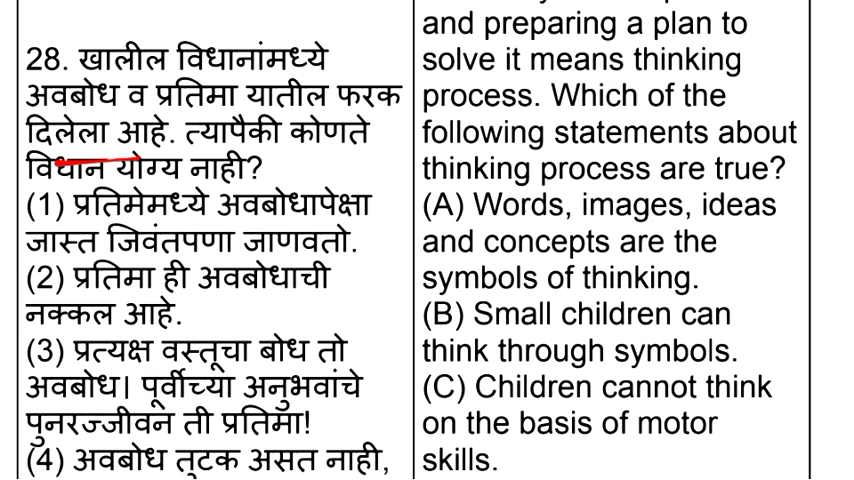 28. खालील विधानांमध्ये
अवबोध व प्रतिमा यातील फरक
दिलेला आहे. त्यापैकी कोणते
विधान योग्य नाही?
(1) प्रतिमेमध्ये अवबोधापेक्षा
जास्त जिवंतपणा जाणवतो.
(2) प्रतिमा ही अवबोधाची
नक्कल आहे.
(3) प्रत्यक्ष वस्तूचा बोध तो
अवबोध। पूर्वीच्या अनुभवांचे
पुनरज्जीवन ती प्रतिमा!
(4) अवबोध तुटक असत नाही,
and preparing a plan to
solve it means thinking
process. Which of the
following statements about
thinking process are true?
(A) Words, images, ideas
and concepts are the
symbols of thinking.
(B) Small children can
think through symbols.
(C) Children cannot think
on the basis of motor
skills.